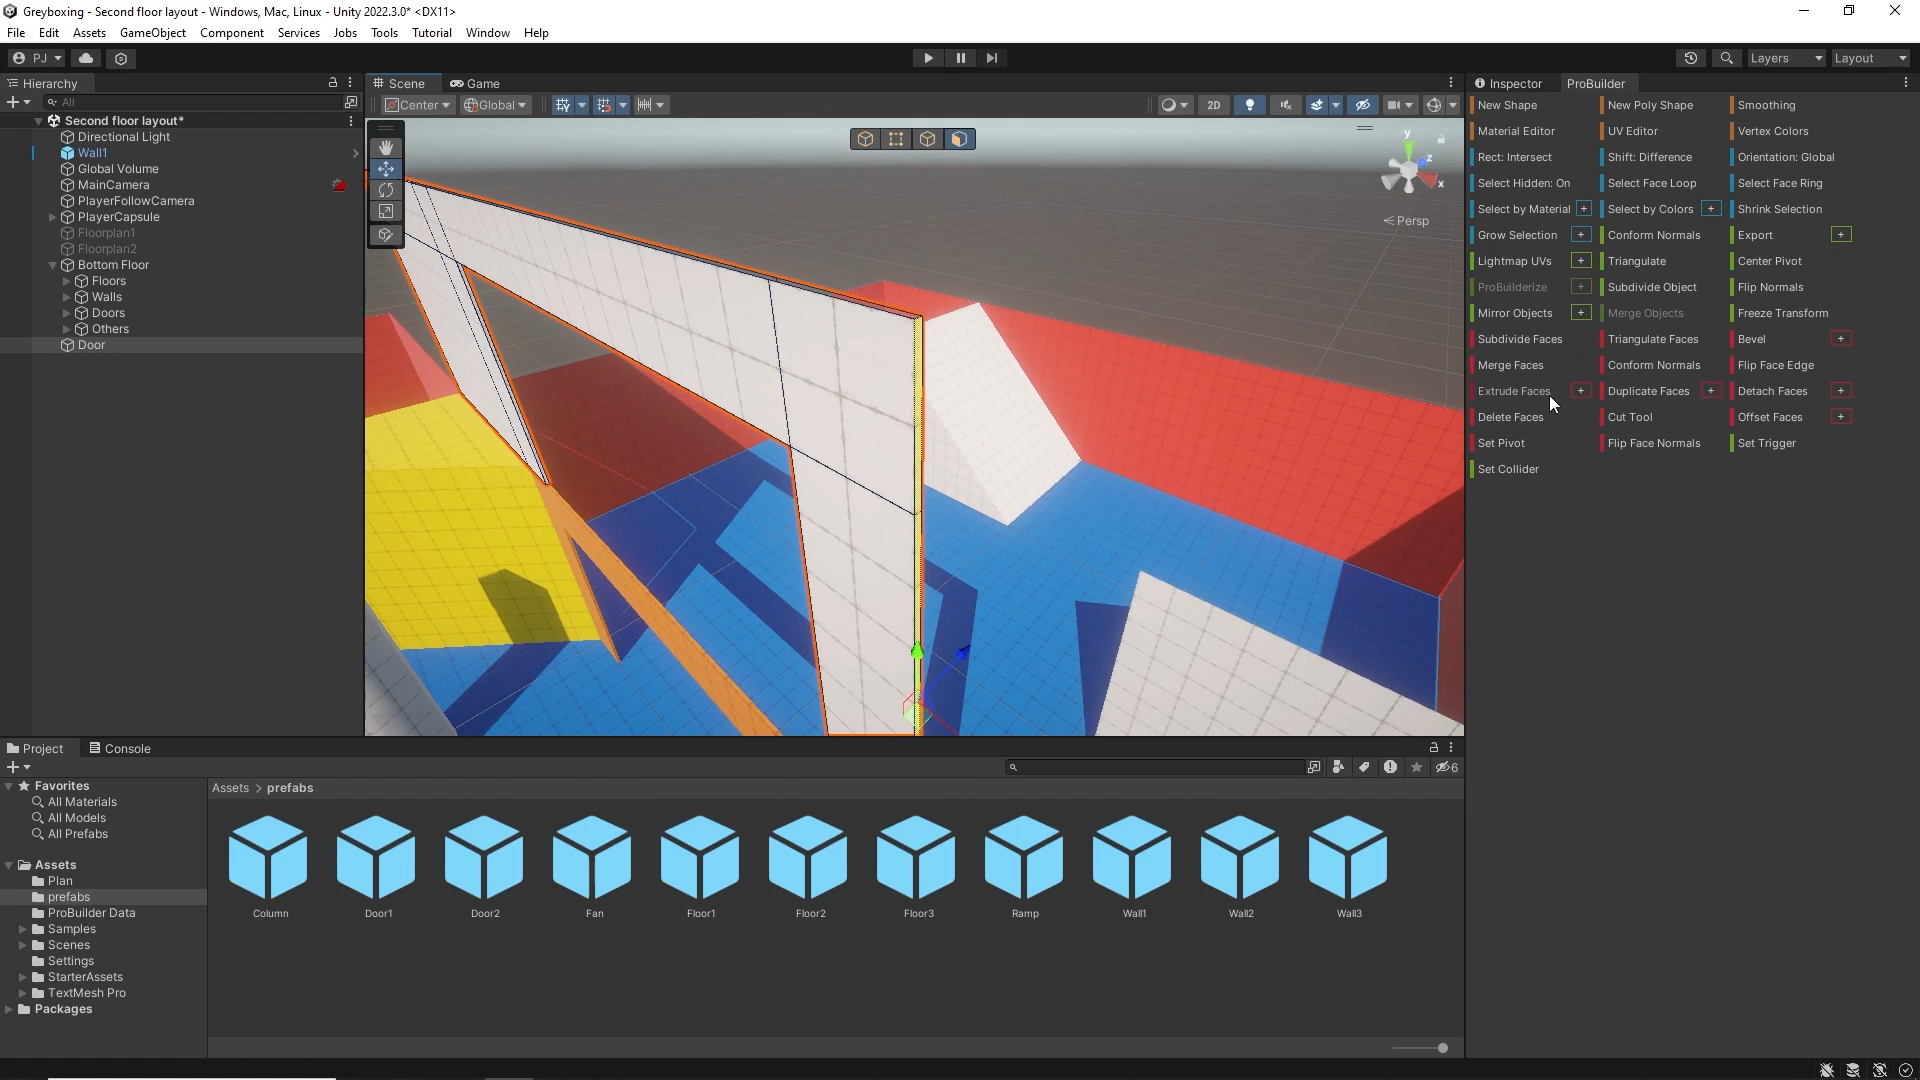 Greyboxing - Second floor layout - Windows, Mac, Linux - Unity 2022.3.0* <DX11>
File Edit Assets GameObject Component Services Jobs Tools Tutorial Window Help
PJ
Layers Layout
Hierarchy
All
Second floor layout*
Directional Light
Wall1
Global Volume
MainCamera
PlayerFollowCamera
PlayerCapsule
Floorplan1
Floorplan2
Bottom Floor
Floors
Walls
Doors
Others
Door
Scene Game
Center Global 2D
y
z
x
Persp
Inspector ProBuilder
New Shape New Poly Shape Smoothing
Material Editor UV Editor Vertex Colors
Rect: Intersect Shift: Difference Orientation: Global
Select Hidden: On Select Face Loop Select Face Ring
Select by Material + Select by Colors + Shrink Selection
Grow Selection + Conform Normals Export +
Lightmap UVs + Triangulate Center Pivot
ProBuilderize + Subdivide Object Flip Normals
Mirror Objects + Merge Objects Freeze Transform
Subdivide Faces Triangulate Faces Bevel +
Merge Faces Conform Normals Flip Face Edge
Extrude Faces + Duplicate Faces + Detach Faces +
Delete Faces Cut Tool Offset Faces +
Set Pivot Flip Face Normals Set Trigger
Set Collider
Project Console
6
Favorites
All Materials
All Models
All Prefabs
Assets
Plan
prefabs
ProBuilder Data
Samples
Scenes
Settings
StarterAssets
TextMesh Pro
Packages
Assets > prefabs
Column Door1 Door2 Fan Floor1 Floor2 Floor3 Ramp Wall1 Wall2 Wall3